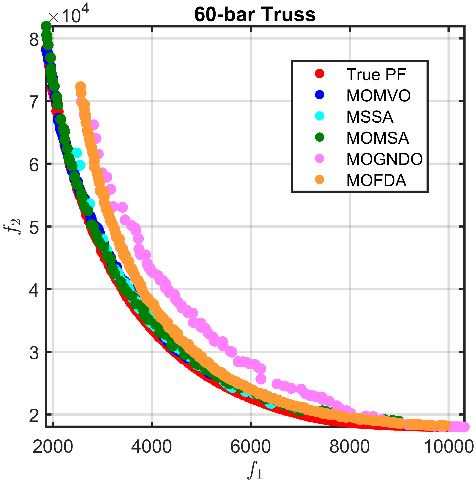 60-bar Truss
×10⁴
8
7
6
5
4
3
2
f₂
True PF
MOMVO
MSSA
MOMSA
MOGNDO
MOFDA
2000 4000 6000 8000 10000
f₁